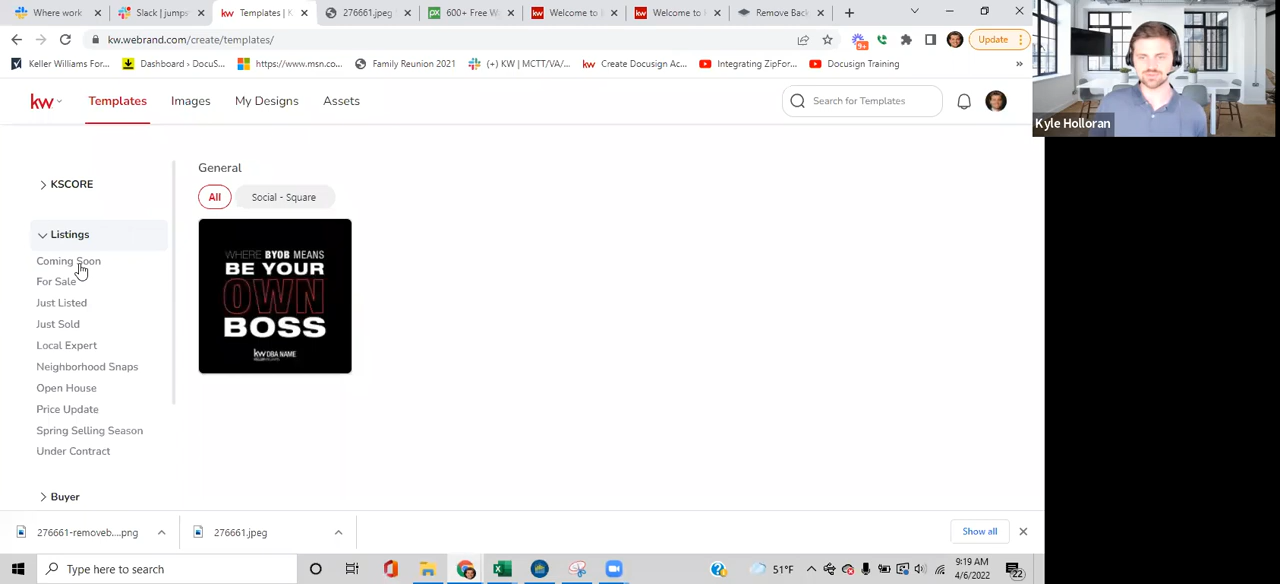 Where work
Slack | jumps
Templates | K
276661.jpeg
600+ Free W
Welcome to I
Welcome to K
Remove Back
kw.webrand.com/create/templates/
Update
Keller Williams For...
Dashboard › DocuS...
https://www.msn.co...
Family Reunion 2021
(+) KW | MCTT/VA/...
Create Docusign Ac...
Integrating ZipFor...
Docusign Training
»
9+
Kyle Holloran
kw
Templates
Images
My Designs
Assets
Search for Templates
KSCORE
Listings
Coming Soon
For Sale
Just Listed
Just Sold
Local Expert
Neighborhood Snaps
Open House
Price Update
Spring Selling Season
Under Contract
Buyer
General
All
Social - Square
WHERE BYOB MEANS
BE YOUR
OWN
BOSS
kw DBA NAME
276661-removeb....png
276661.jpeg
Show all
Type here to search
51°F
9:19 AM
4/6/2022
22